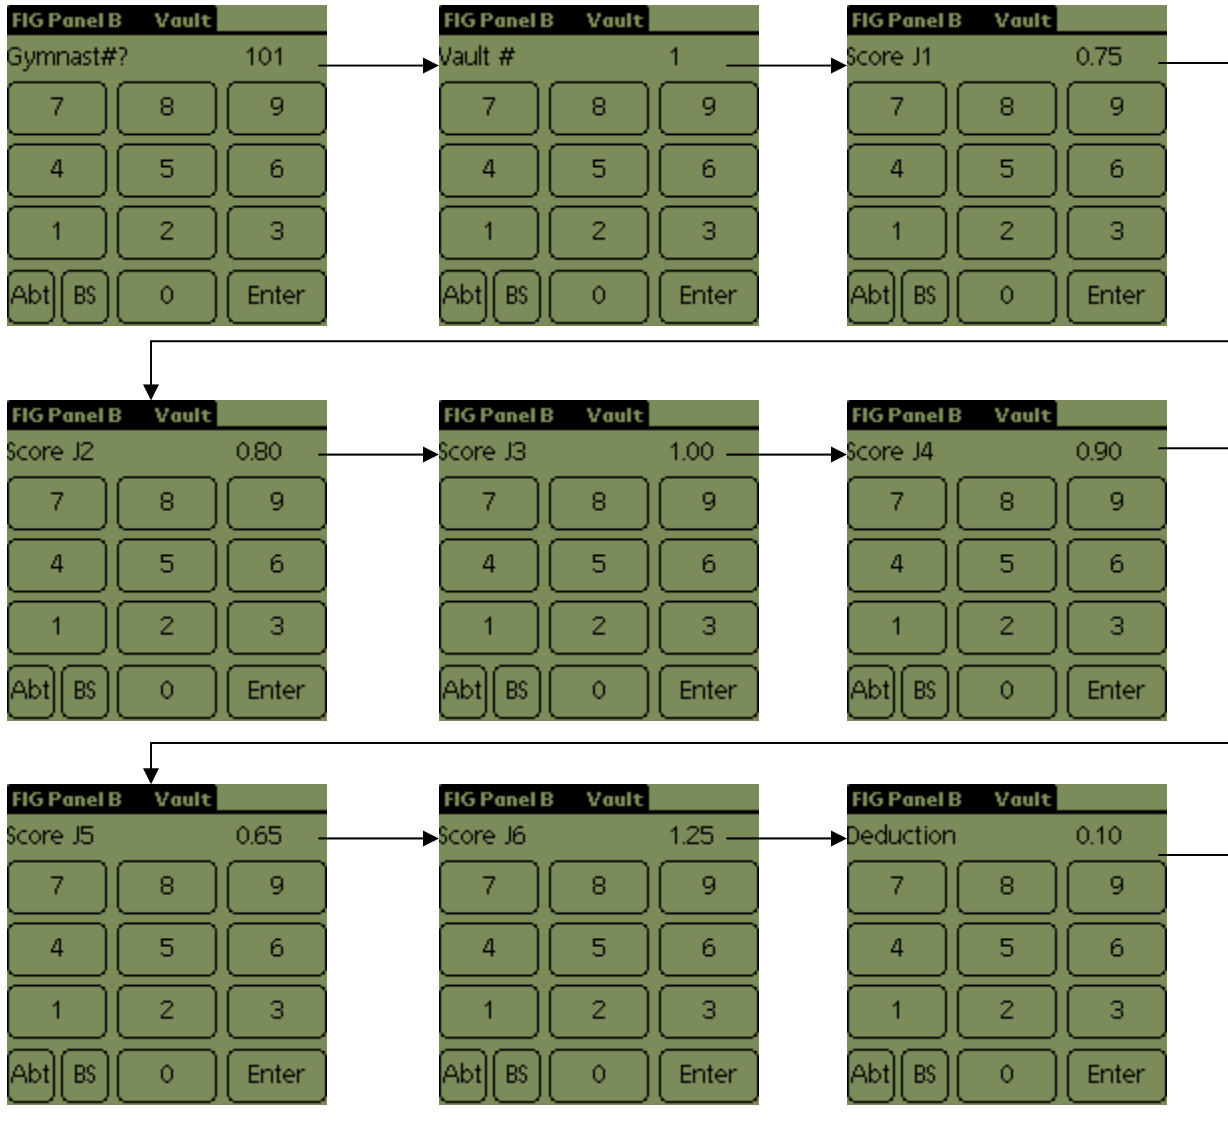 FIG Panel B Vault
Gymnast#? 101
7 8 9
4 5 6
1 2 3
Abt BS 0 Enter
FIG Panel B Vault
Vault # 1
7 8 9
4 5 6
1 2 3
Abt BS 0 Enter
FIG Panel B Vault
Score J1 0.75
7 8 9
4 5 6
1 2 3
Abt BS 0 Enter
FIG Panel B Vault
Score J2 0.80
7 8 9
4 5 6
1 2 3
Abt BS 0 Enter
FIG Panel B Vault
Score J3 1.00
7 8 9
4 5 6
1 2 3
Abt BS 0 Enter
FIG Panel B Vault
Score J4 0.90
7 8 9
4 5 6
1 2 3
Abt BS 0 Enter
FIG Panel B Vault
Score J5 0.65
7 8 9
4 5 6
1 2 3
Abt BS 0 Enter
FIG Panel B Vault
Score J6 1.25
7 8 9
4 5 6
1 2 3
Abt BS 0 Enter
FIG Panel B Vault
Deduction 0.10
7 8 9
4 5 6
1 2 3
Abt BS 0 Enter